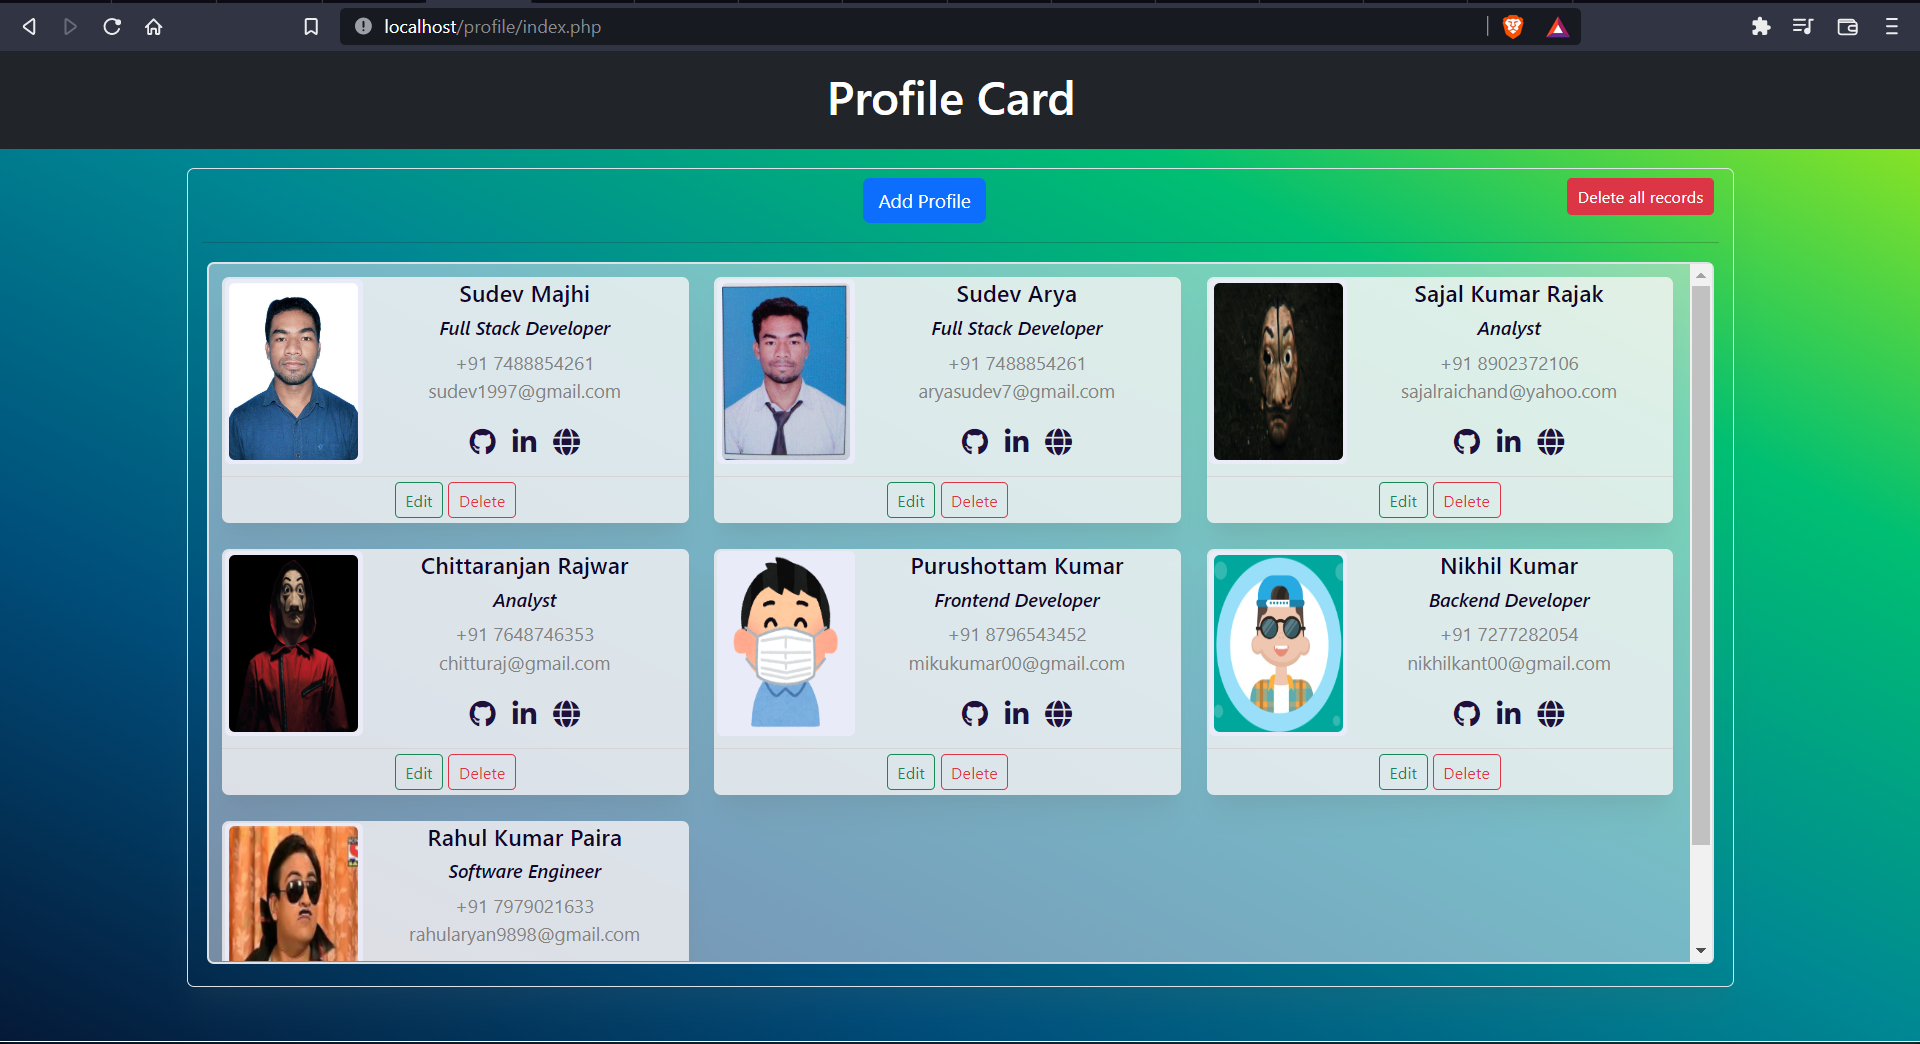 localhost/profile/index.php
Profile Card
Add Profile
Delete all records
Sudev Majhi
Full Stack Developer
+91 7488854261
sudev1997@gmail.com
in
Edit Delete
Sudev Arya
Full Stack Developer
+91 7488854261
aryasudev7@gmail.com
in
Edit Delete
Sajal Kumar Rajak
Analyst
+91 8902372106
sajalraichand@yahoo.com
in
Edit Delete
Chittaranjan Rajwar
Analyst
+91 7648746353
chitturaj@gmail.com
in
Edit Delete
Purushottam Kumar
Frontend Developer
+91 8796543452
mikukumar00@gmail.com
in
Edit Delete
Nikhil Kumar
Backend Developer
+91 7277282054
nikhilkant00@gmail.com
in
Edit Delete
Rahul Kumar Paira
Software Engineer
+91 7979021633
rahularyan9898@gmail.com